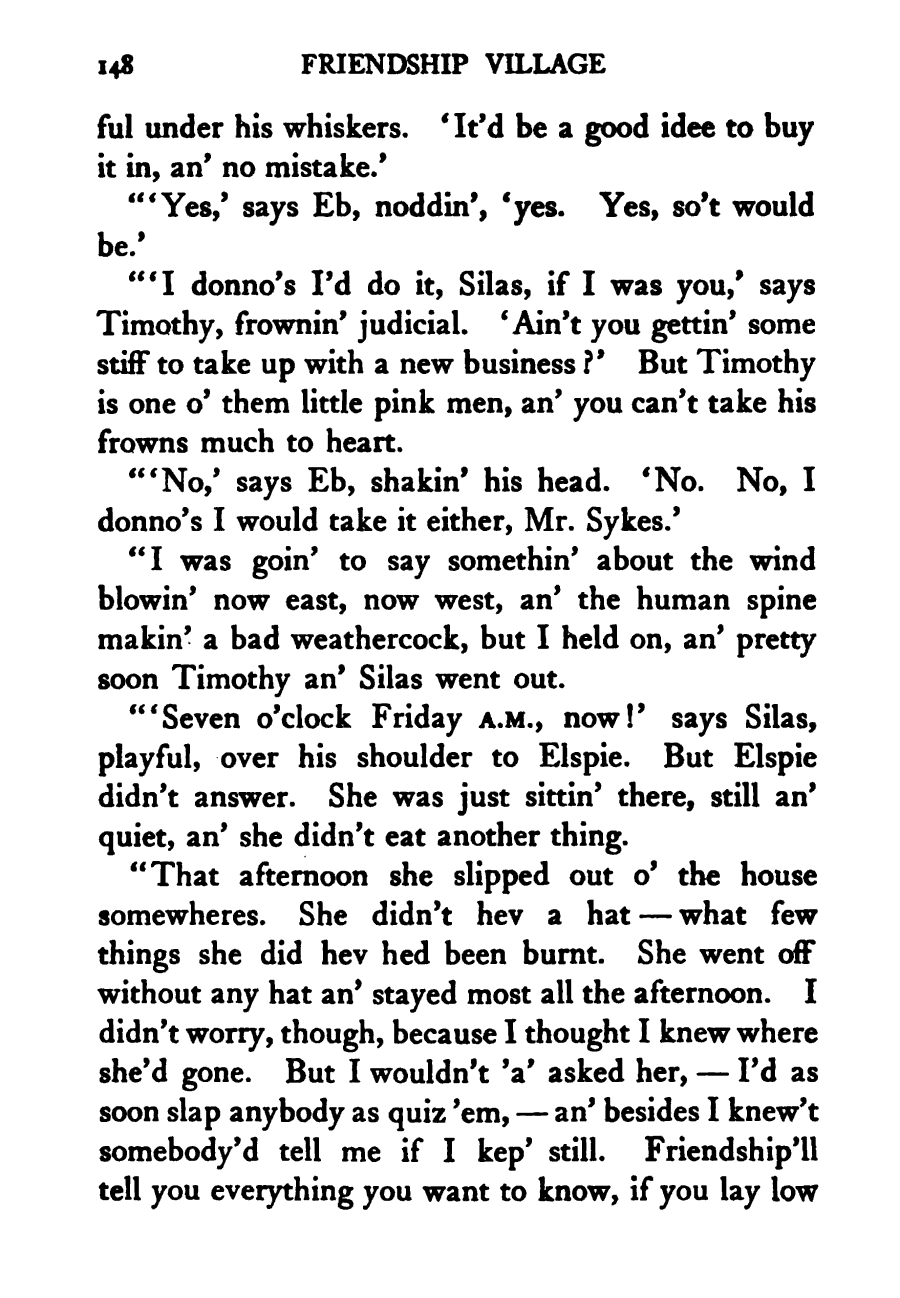 148 FRIENDSHIP VILLAGE
ful under his whiskers. ‘It’d be a good idee to buy
it in, an’ no mistake.’
“‘Yes,’ says Eb, noddin’, ‘yes. Yes, so’t would
be.’
“‘I donno’s I’d do it, Silas, if I was you,’ says
Timothy, frownin’ judicial. ‘Ain’t you gettin’ some
stiff to take up with a new business?’ But Timothy
is one o’ them little pink men, an’ you can’t take his
frowns much to heart.
“‘No,’ says Eb, shakin’ his head. ‘No. No, I
donno’s I would take it either, Mr. Sykes.’
“I was goin’ to say somethin’ about the wind
blowin’ now east, now west, an’ the human spine
makin’ a bad weathercock, but I held on, an’ pretty
soon Timothy an’ Silas went out.
“‘Seven o’clock Friday A.M., now!’ says Silas,
playful, over his shoulder to Elspie. But Elspie
didn’t answer. She was just sittin’ there, still an’
quiet, an’ she didn’t eat another thing.
“That afternoon she slipped out o’ the house
somewheres. She didn’t hev a hat — what few
things she did hev hed been burnt. She went off
without any hat an’ stayed most all the afternoon. I
didn’t worry, though, because I thought I knew where
she’d gone. But I wouldn’t ’a’ asked her, — I’d as
soon slap anybody as quiz ’em, — an’ besides I knew’t
somebody’d tell me if I kep’ still. Friendship’ll
tell you everything you want to know, if you lay low